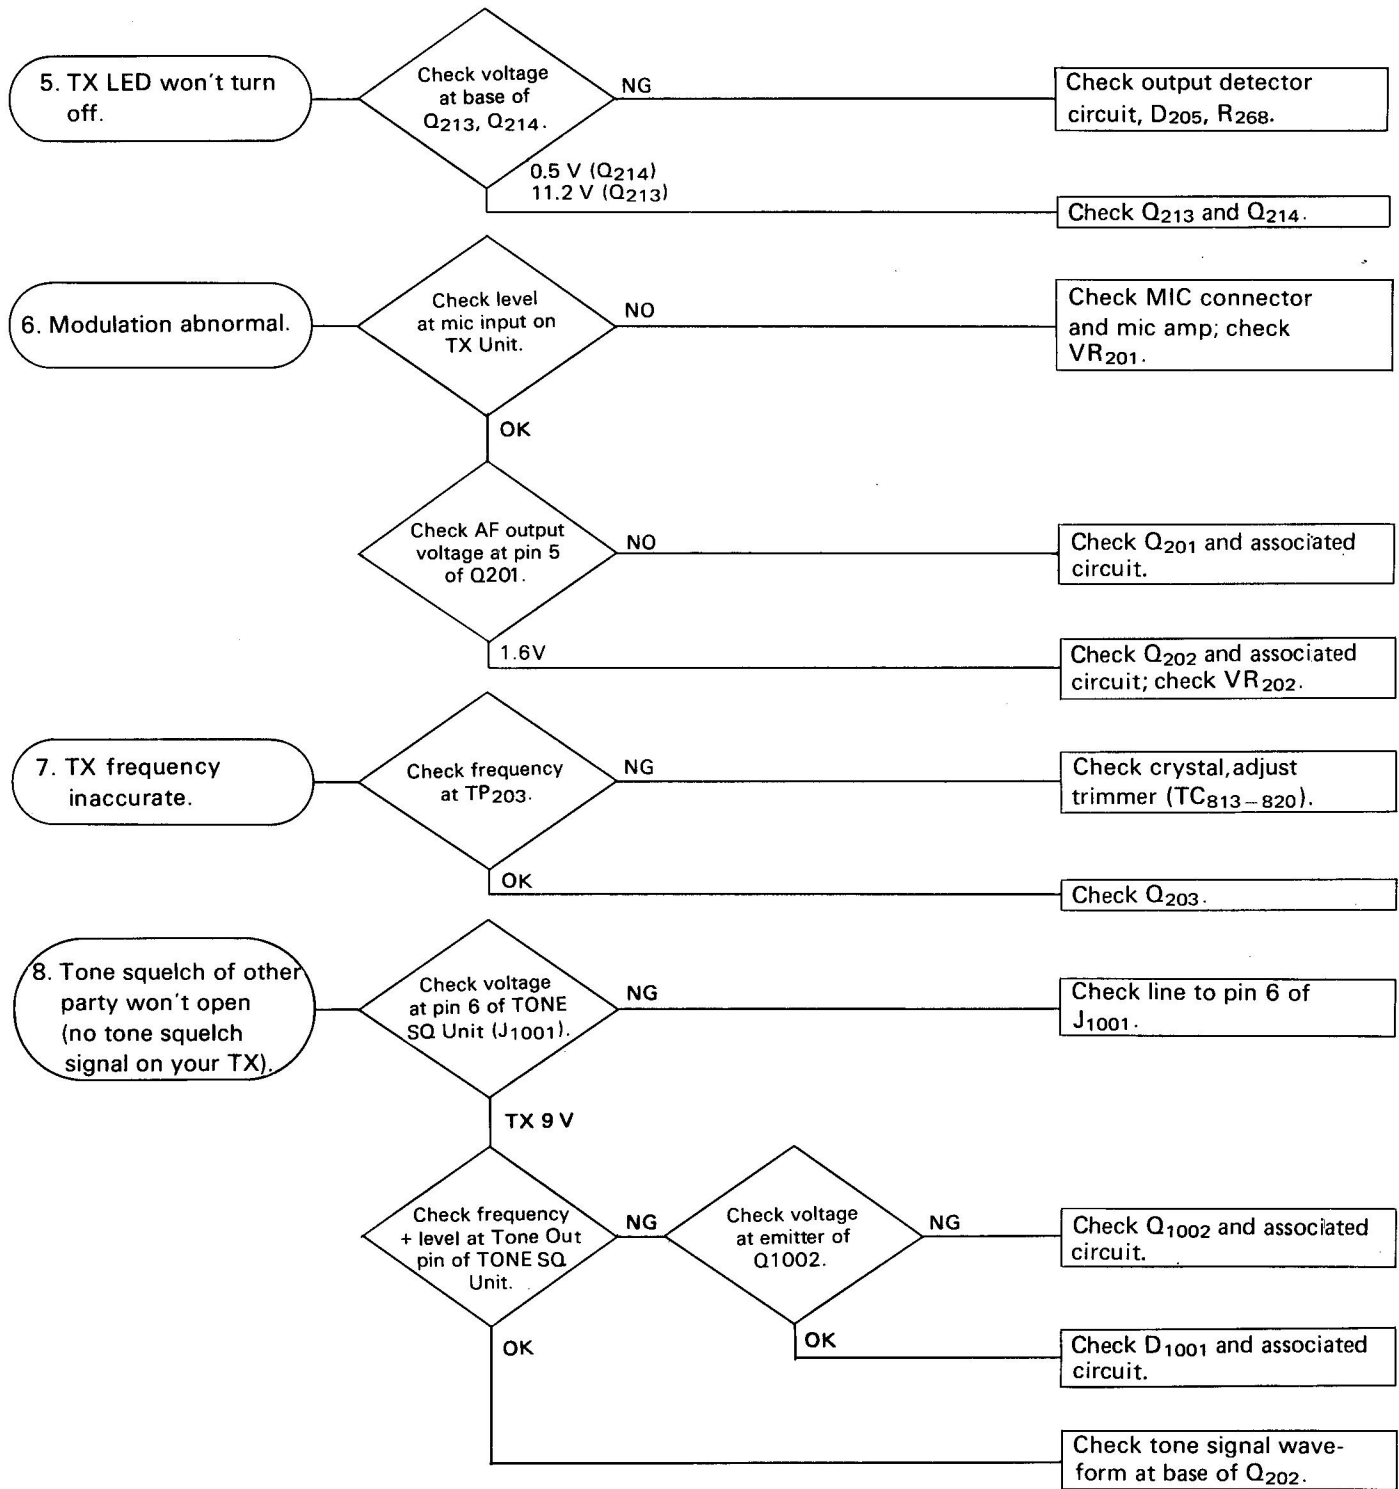 5. TX LED won't turn
off.
Check voltage
at base of
Q213, Q214.
NG
Check output detector
circuit, D205, R268.
0.5 V (Q214)
11.2 V (Q213)
Check Q213 and Q214.
6. Modulation abnormal.
Check level
at mic input on
TX Unit.
NO
Check MIC connector
and mic amp; check
VR201.
OK
Check AF output
voltage at pin 5
of Q201.
NO
Check Q201 and associated
circuit.
1.6V
Check Q202 and associated
circuit; check VR202.
7. TX frequency
inaccurate.
Check frequency
at TP203.
NG
Check crystal, adjust
trimmer (TC813–820).
OK
Check Q203.
8. Tone squelch of other
party won't open
(no tone squelch
signal on your TX).
Check voltage
at pin 6 of TONE
SQ Unit (J1001).
NG
Check line to pin 6 of
J1001.
TX 9 V
Check frequency
+ level at Tone Out
pin of TONE SQ
Unit.
NG
Check voltage
at emitter of
Q1002.
NG
Check Q1002 and associated
circuit.
OK
Check D1001 and associated
circuit.
OK
Check tone signal wave-
form at base of Q202.